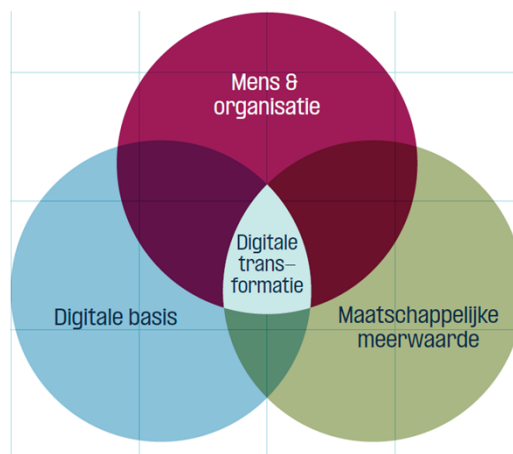 Mens &
organisatie
Digitale
trans–
formatie
Digitale basis
Maatschappelijke
meerwaarde